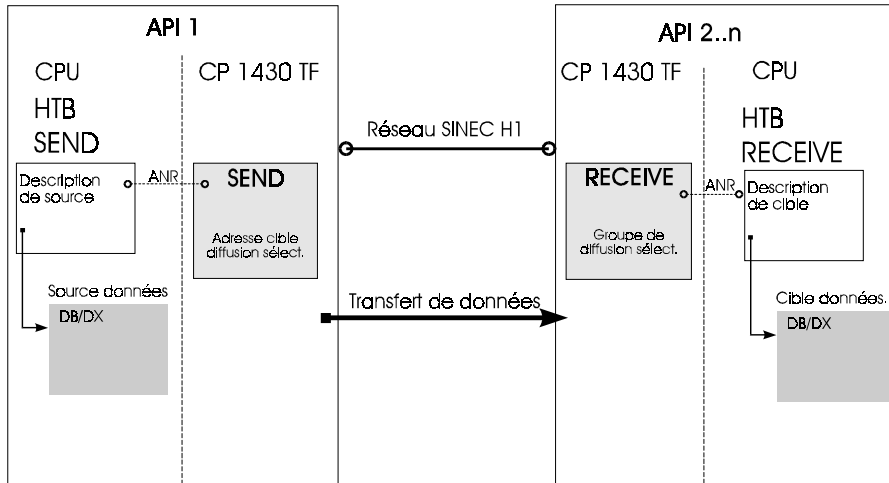 API 1
CPU
CP 1430 TF
HTB
SEND
Description
de source
ANR
SEND
Adresse cible
diffusion sélect.
Source données
DB/DX
Réseau SINEC H1
Transfert de données
API 2..n
CP 1430 TF
CPU
HTB
RECEIVE
RECEIVE
Groupe de
diffusion sélect.
ANR
Description
de cible
Cible données.
DB/DX